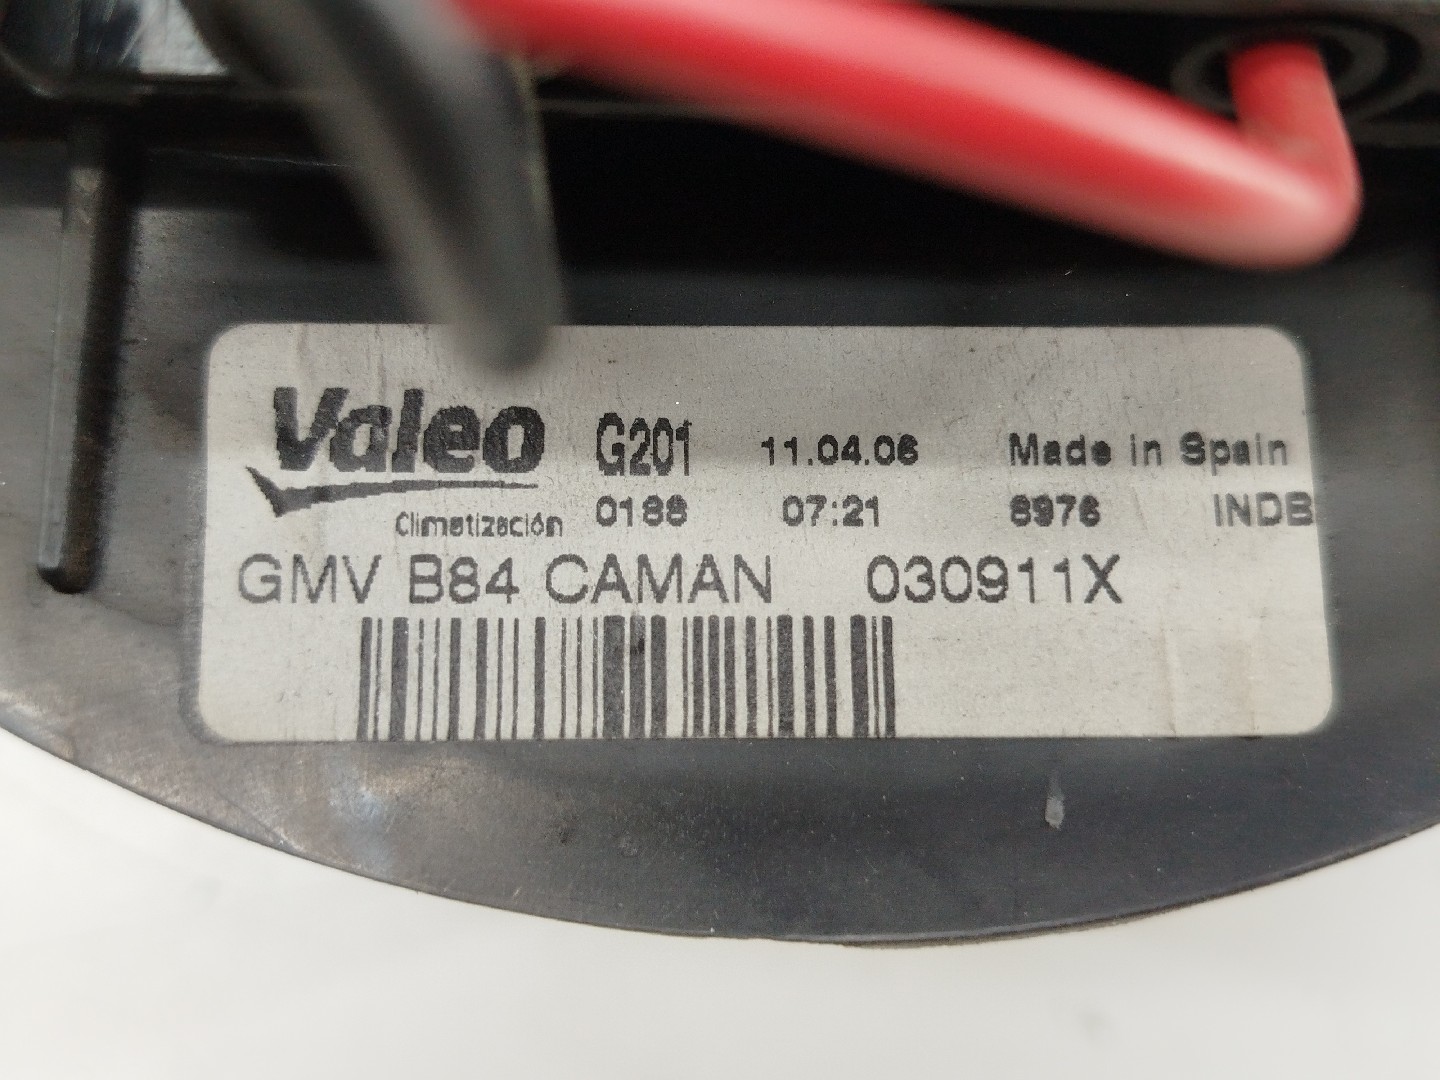 Valeo G201 11.04.06 Made in Spain
Climatización 0188 07:21 8976 INDB
GMV B84 CAMAN 030911X